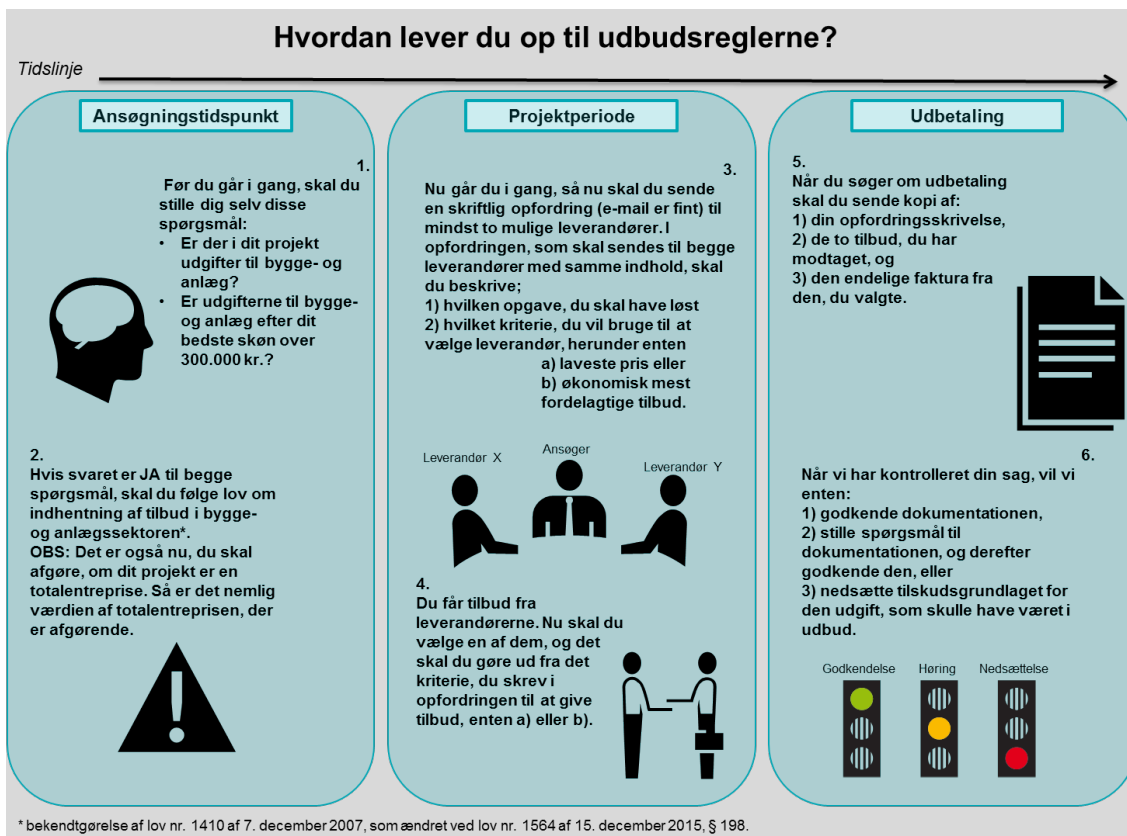 Hvordan lever du op til udbudsreglerne?
Tidslinje
Ansøgningstidspunkt
1.
Før du går i gang, skal du
stille dig selv disse
spørgsmål:
• Er der i dit projekt
udgifter til bygge- og
anlæg?
• Er udgifterne til bygge-
og anlæg efter dit
bedste skøn over
300.000 kr.?
2.
Hvis svaret er JA til begge
spørgsmål, skal du følge lov om
indhentning af tilbud i bygge-
og anlægssektoren*.
OBS: Det er også nu, du skal
afgøre, om dit projekt er en
totalentreprise. Så er det nemlig
værdien af totalentreprisen, der
er afgørende.
Projektperiode
3.
Nu går du i gang, så nu skal du sende
en skriftlig opfordring (e-mail er fint) til
mindst to mulige leverandører. I
opfordringen, som skal sendes til begge
leverandører med samme indhold, skal
du beskrive;
1) hvilken opgave, du skal have løst
2) hvilket kriterie, du vil bruge til at
vælge leverandør, herunder enten
a) laveste pris eller
b) økonomisk mest
fordelagtige tilbud.
Leverandør X
Ansøger
Leverandør Y
4.
Du får tilbud fra
leverandørerne. Nu skal du
vælge en af dem, og det
skal du gøre ud fra det
kriterie, du skrev i
opfordringen til at give
tilbud, enten a) eller b).
Udbetaling
5.
Når du søger om udbetaling
skal du sende kopi af:
1) din opfordringsskrivelse,
2) de to tilbud, du har
modtaget, og
3) den endelige faktura fra
den, du valgte.
6.
Når vi har kontrolleret din sag, vil vi
enten:
1) godkende dokumentationen,
2) stille spørgsmål til
dokumentationen, og derefter
godkende den, eller
3) nedsætte tilskudsgrundlaget for
den udgift, som skulle have været i
udbud.
Godkendelse
Høring
Nedsættelse
* bekendtgørelse af lov nr. 1410 af 7. december 2007, som ændret ved lov nr. 1564 af 15. december 2015, § 198.